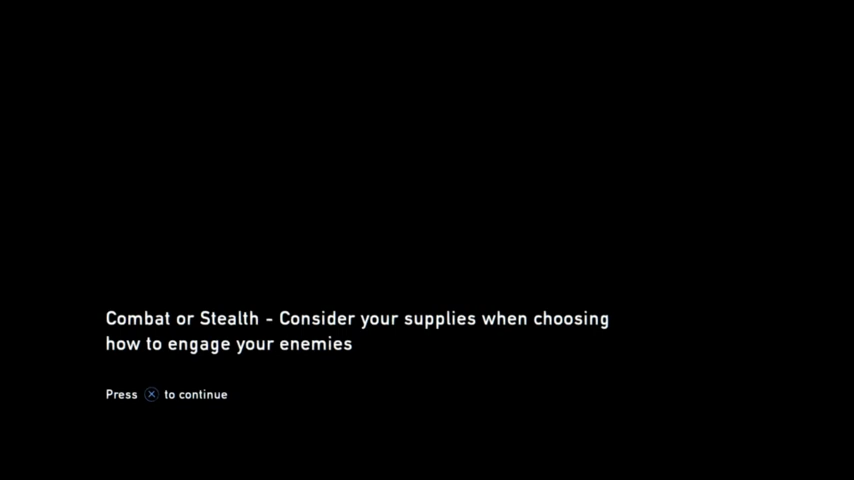 Combat or Stealth - Consider your supplies when choosing
how to engage your enemies
Press ⓧ to continue